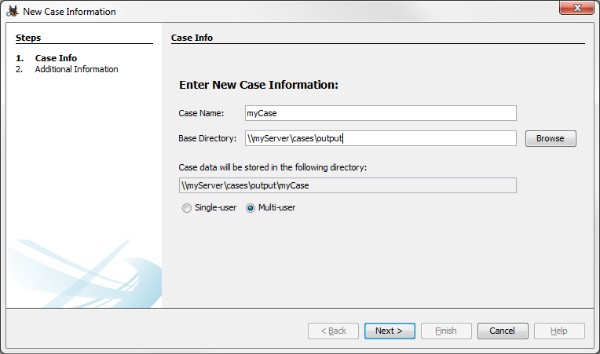 New Case Information
Steps
1. Case Info
2. Additional Information
Case Info
Enter New Case Information:
Case Name: myCase
Base Directory: \\myServer\cases\output Browse
Case data will be stored in the following directory:
\\myServer\cases\output\myCase
Single-user Multi-user
< Back Next > Finish Cancel Help